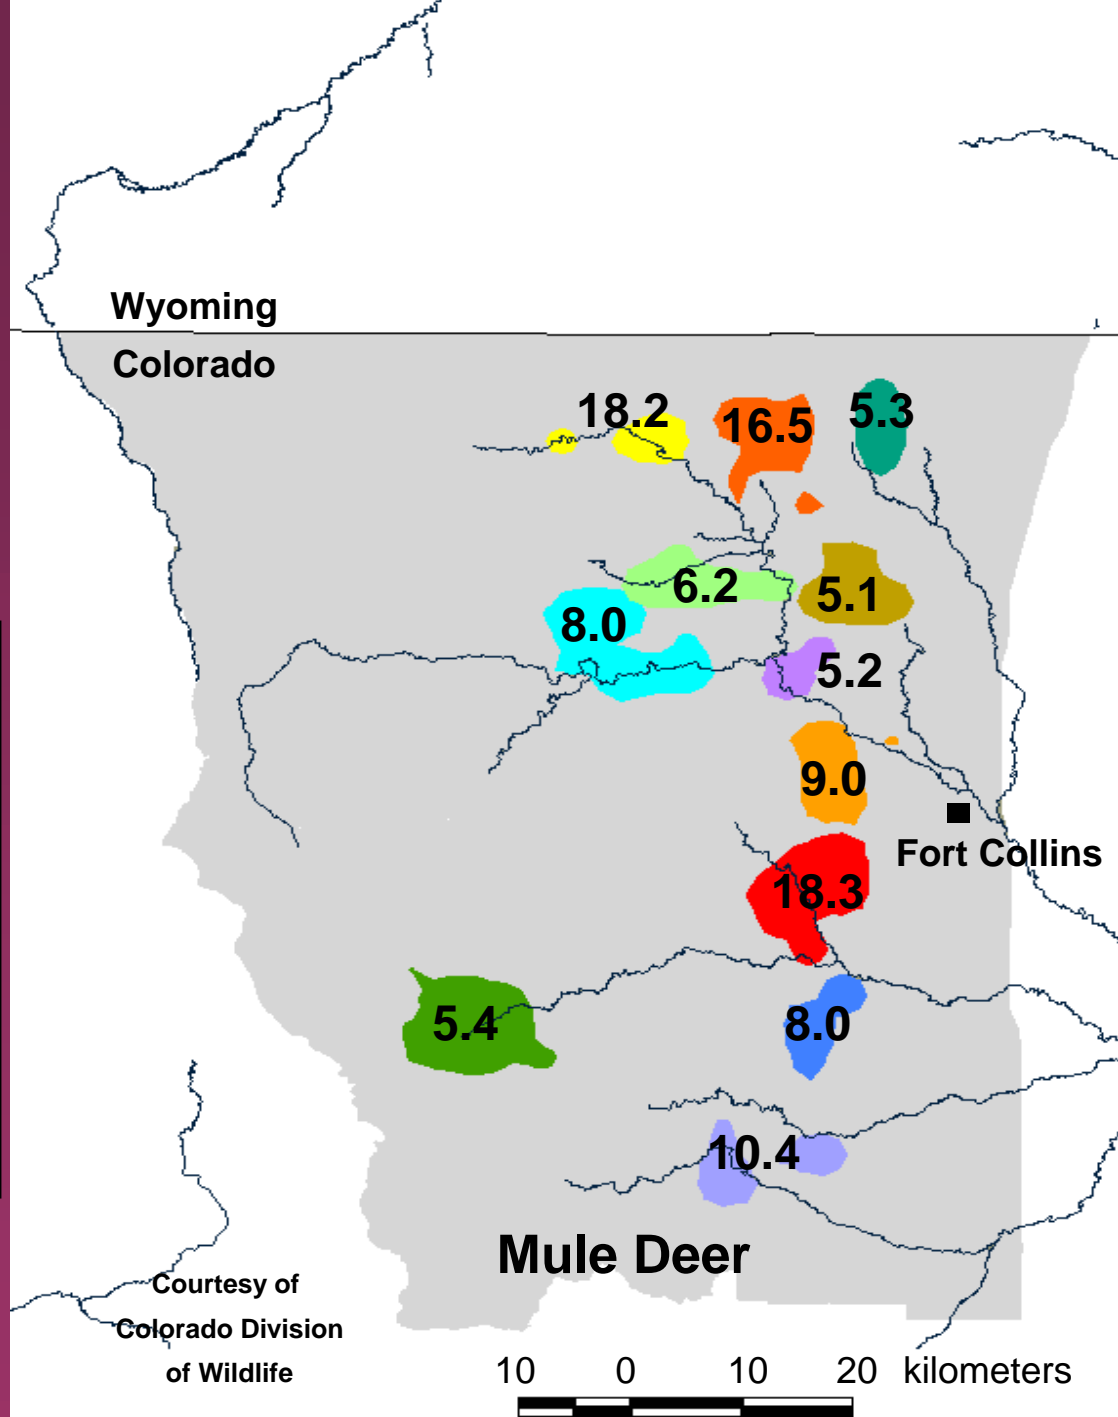 Wyoming
Colorado
18.2
16.5
5.3
6.2
5.1
8.0
5.2
9.0
Fort Collins
18.3
5.4
8.0
10.4
Mule Deer
Courtesy of
Colorado Division
of Wildlife
10 0 10 20 kilometers